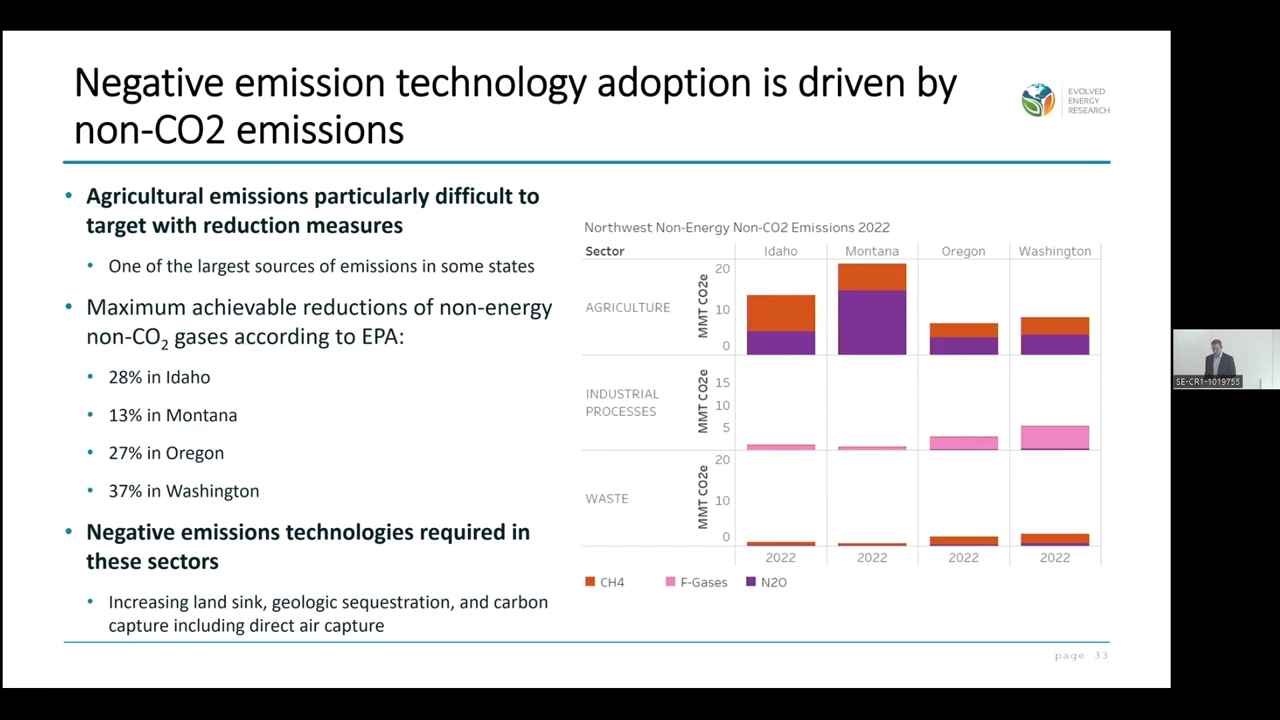 Negative emission technology adoption is driven by
non-CO2 emissions
EVOLVED
ENERGY
RESEARCH
• Agricultural emissions particularly difficult to
target with reduction measures
• One of the largest sources of emissions in some states
• Maximum achievable reductions of non-energy
non-CO2 gases according to EPA:
• 28% in Idaho
• 13% in Montana
• 27% in Oregon
• 37% in Washington
• Negative emissions technologies required in
these sectors
• Increasing land sink, geologic sequestration, and carbon
capture including direct air capture
Northwest Non-Energy Non-CO2 Emissions 2022
Sector Idaho Montana Oregon Washington
AGRICULTURE
MMT CO2e
20
10
0
INDUSTRIAL
PROCESSES
MMT CO2e
15
10
5
WASTE
MMT CO2e
20
10
0
2022 2022 2022 2022
CH4 F-Gases N2O
page 33
SE-CR1-1019755